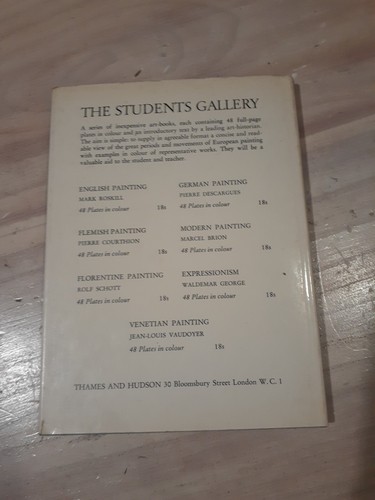 THE STUDENTS GALLERY
A series of inexpensive art-books, each containing 48 full-page
plates in colour and an introductory text by a leading art-historian.
The aim is simple: to supply in agreeable format a concise and read-
able view of the great periods and movements of European painting
with examples in colour of representative works. They will be a
valuable aid to the student and teacher.
ENGLISH PAINTING
MARK ROSKILL
48 Plates in colour 18s
GERMAN PAINTING
PIERRE DESCARGUES
48 Plates in colour 18s
FLEMISH PAINTING
PIERRE COURTHION
48 Plates in colour 18s
MODERN PAINTING
MARCEL BRION
48 Plates in colour 18s
FLORENTINE PAINTING
ROLF SCHOTT
48 Plates in colour 18s
EXPRESSIONISM
WALDEMAR GEORGE
48 Plates in colour 18s
VENETIAN PAINTING
JEAN-LOUIS VAUDOYER
48 Plates in colour 18s
THAMES AND HUDSON 30 Bloomsbury Street London W. C. 1